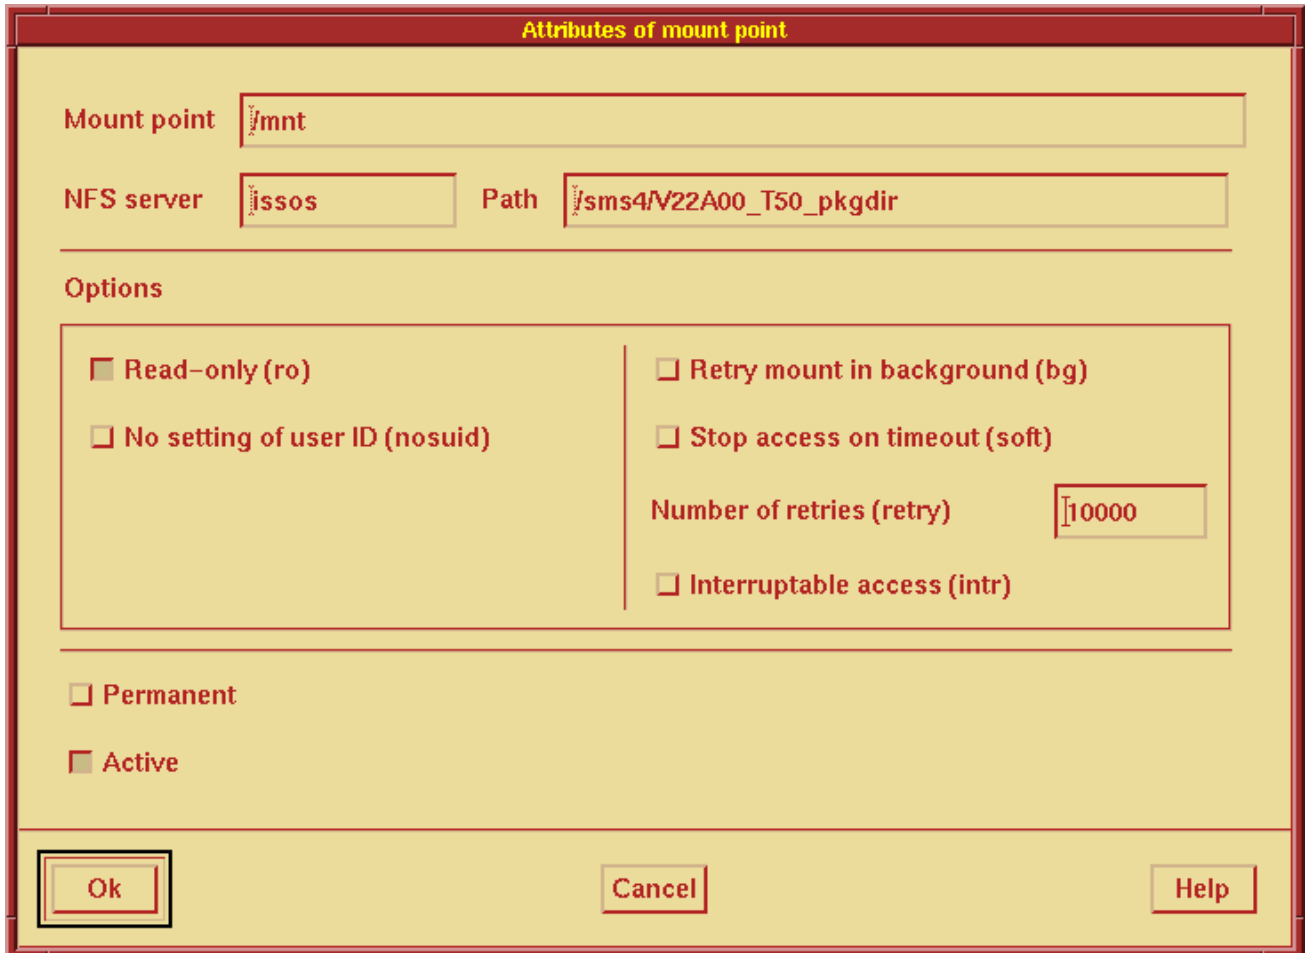 Attributes of mount point
Mount point /mnt
NFS server issos Path /sms4/V22A00_T50_pkgdir
Options
Read-only (ro) Retry mount in background (bg)
No setting of user ID (nosuid) Stop access on timeout (soft)
Number of retries (retry) 10000
Interruptable access (intr)
Permanent
Active
Ok Cancel Help